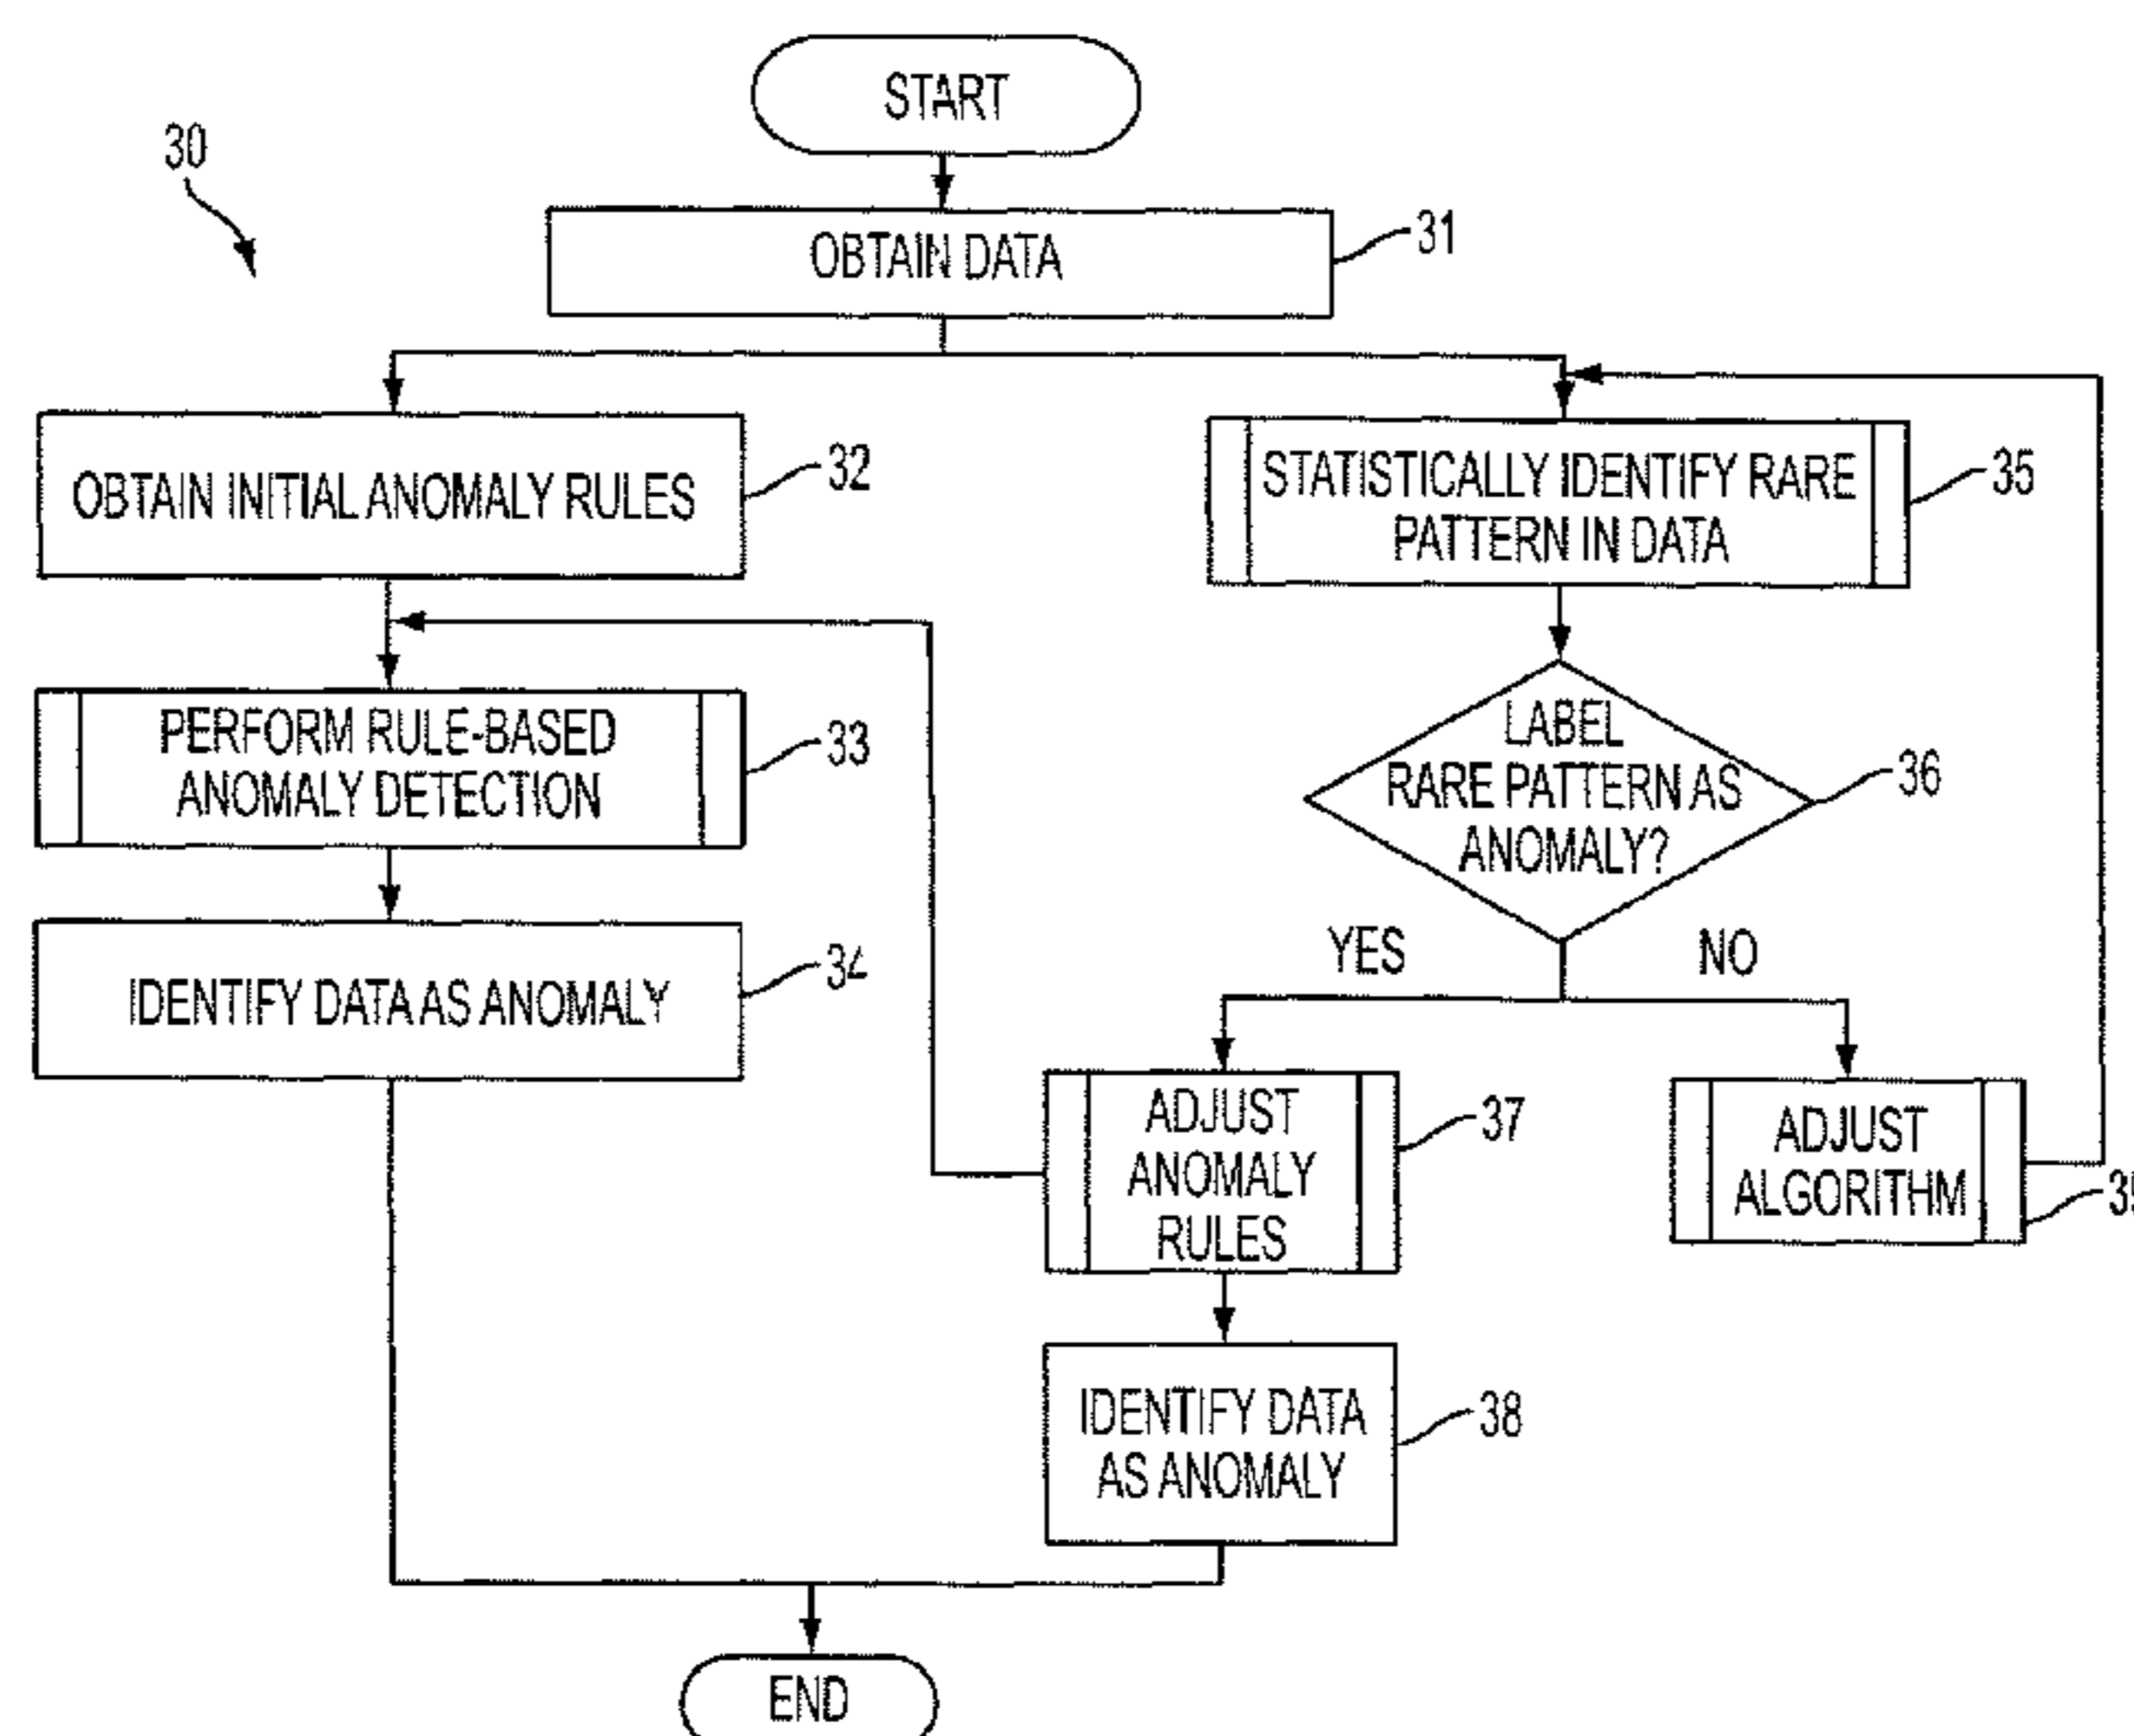 START
30
OBTAIN DATA
31
OBTAIN INITIAL ANOMALY RULES
32
STATISTICALLY IDENTIFY RARE
PATTERN IN DATA
35
PERFORM RULE-BASED
ANOMALY DETECTION
33
LABEL
RARE PATTERN AS
ANOMALY?
36
YES
NO
IDENTIFY DATA AS ANOMALY
34
ADJUST
ANOMALY
RULES
37
ADJUST
ALGORITHM
IDENTIFY DATA
AS ANOMALY
38
END